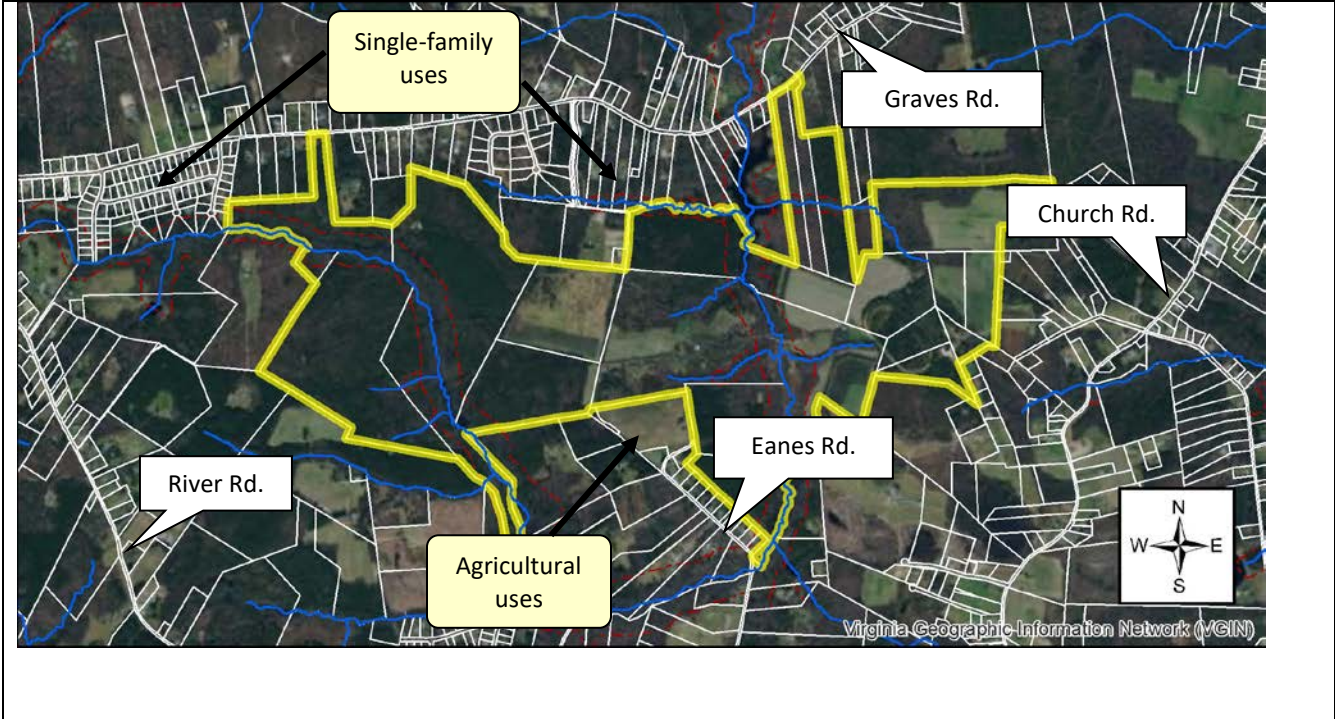 Single-family
uses
Graves Rd.
Church Rd.
Eanes Rd.
River Rd.
Agricultural
uses
N
W E
S
Virginia Geographic Information Network (VGIN)